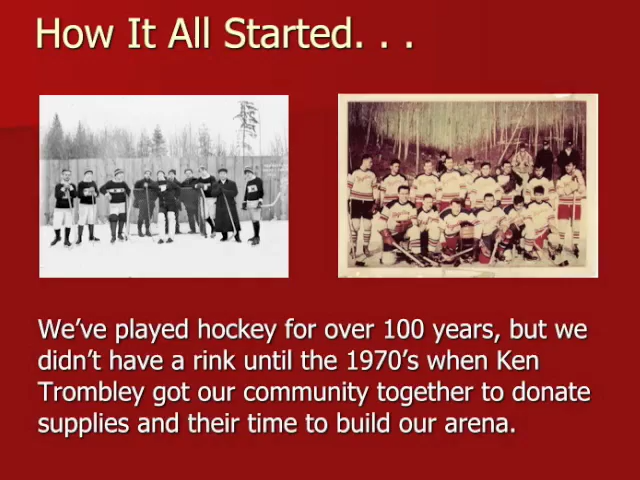 How It All Started. . .
We've played hockey for over 100 years, but we
didn't have a rink until the 1970's when Ken
Trombley got our community together to donate
supplies and their time to build our arena.